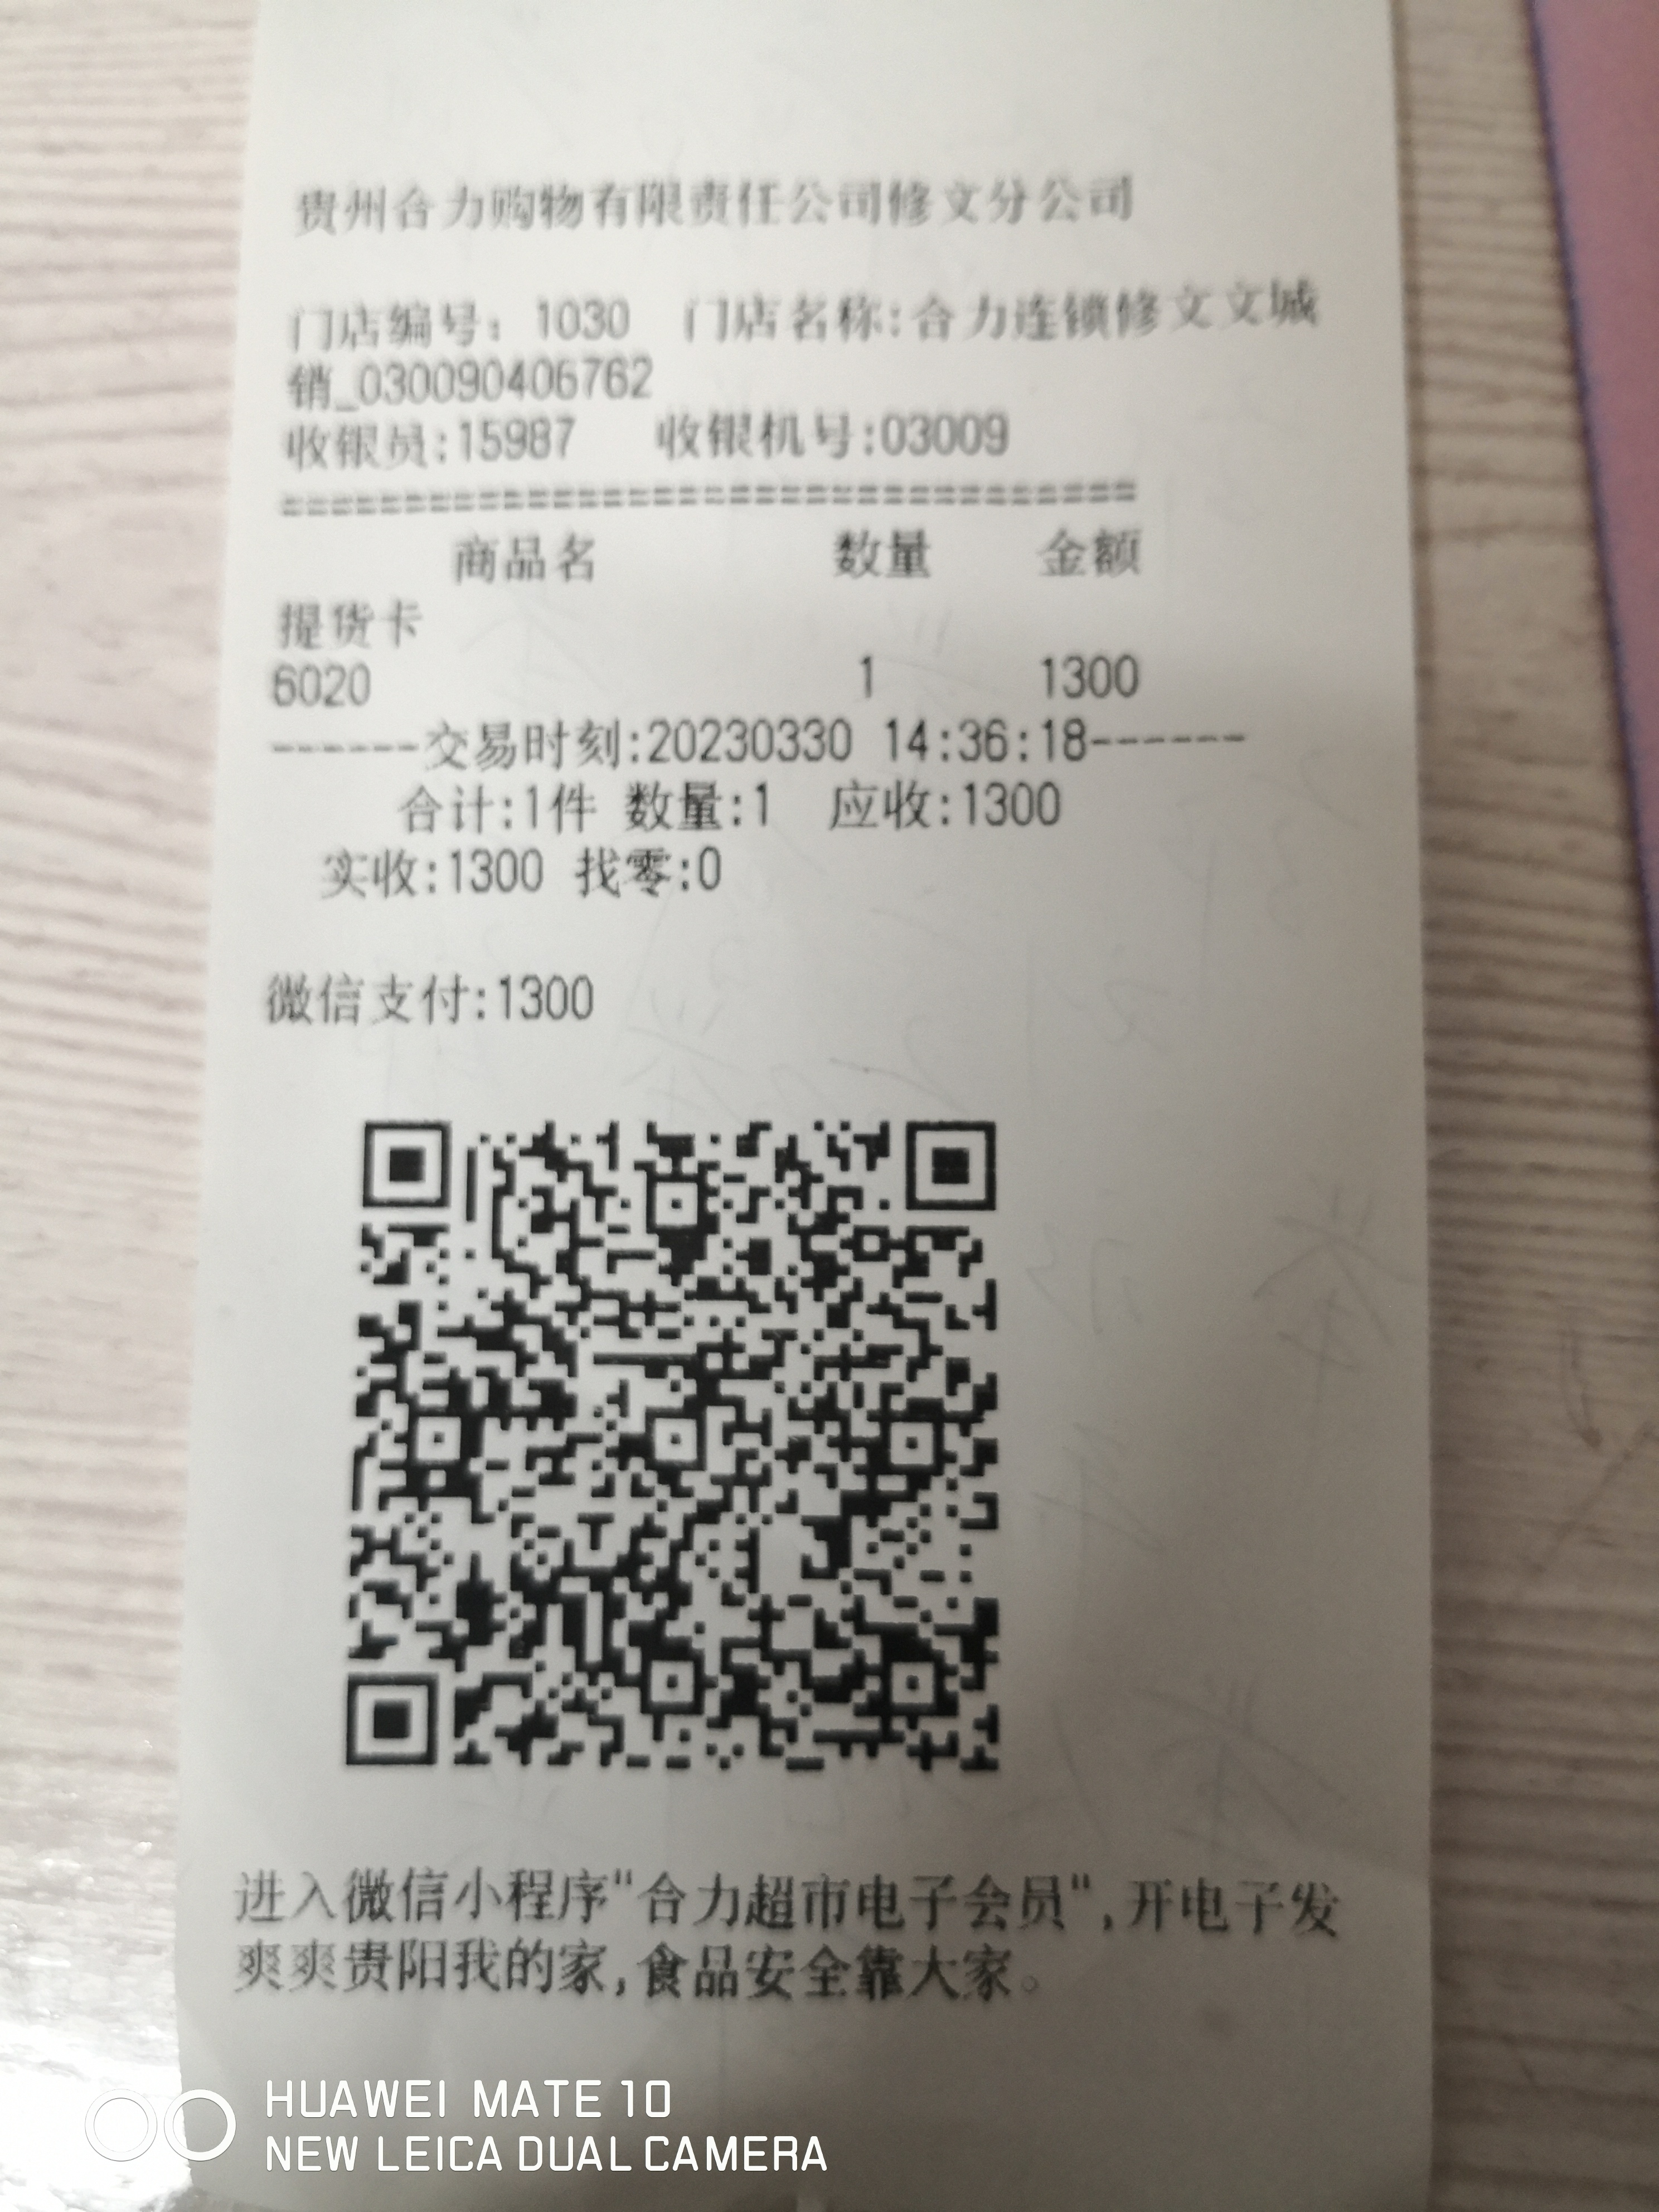 贵州合力购物有限责任公司修文分公司
门店编号: 1030 门店名称:合力连锁修文文城
销_030090406762
收银员:15987 收银机号:03009
==================================
商品名 数量 金额
提货卡
6020 1 1300
------交易时刻:20230330 14:36:18------
合计:1件 数量:1 应收:1300
实收:1300 找零:0
微信支付:1300
进入微信小程序"合力超市电子会员",开电子发
爽爽贵阳我的家,食品安全靠大家。
HUAWEI MATE 10
NEW LEICA DUAL CAMERA